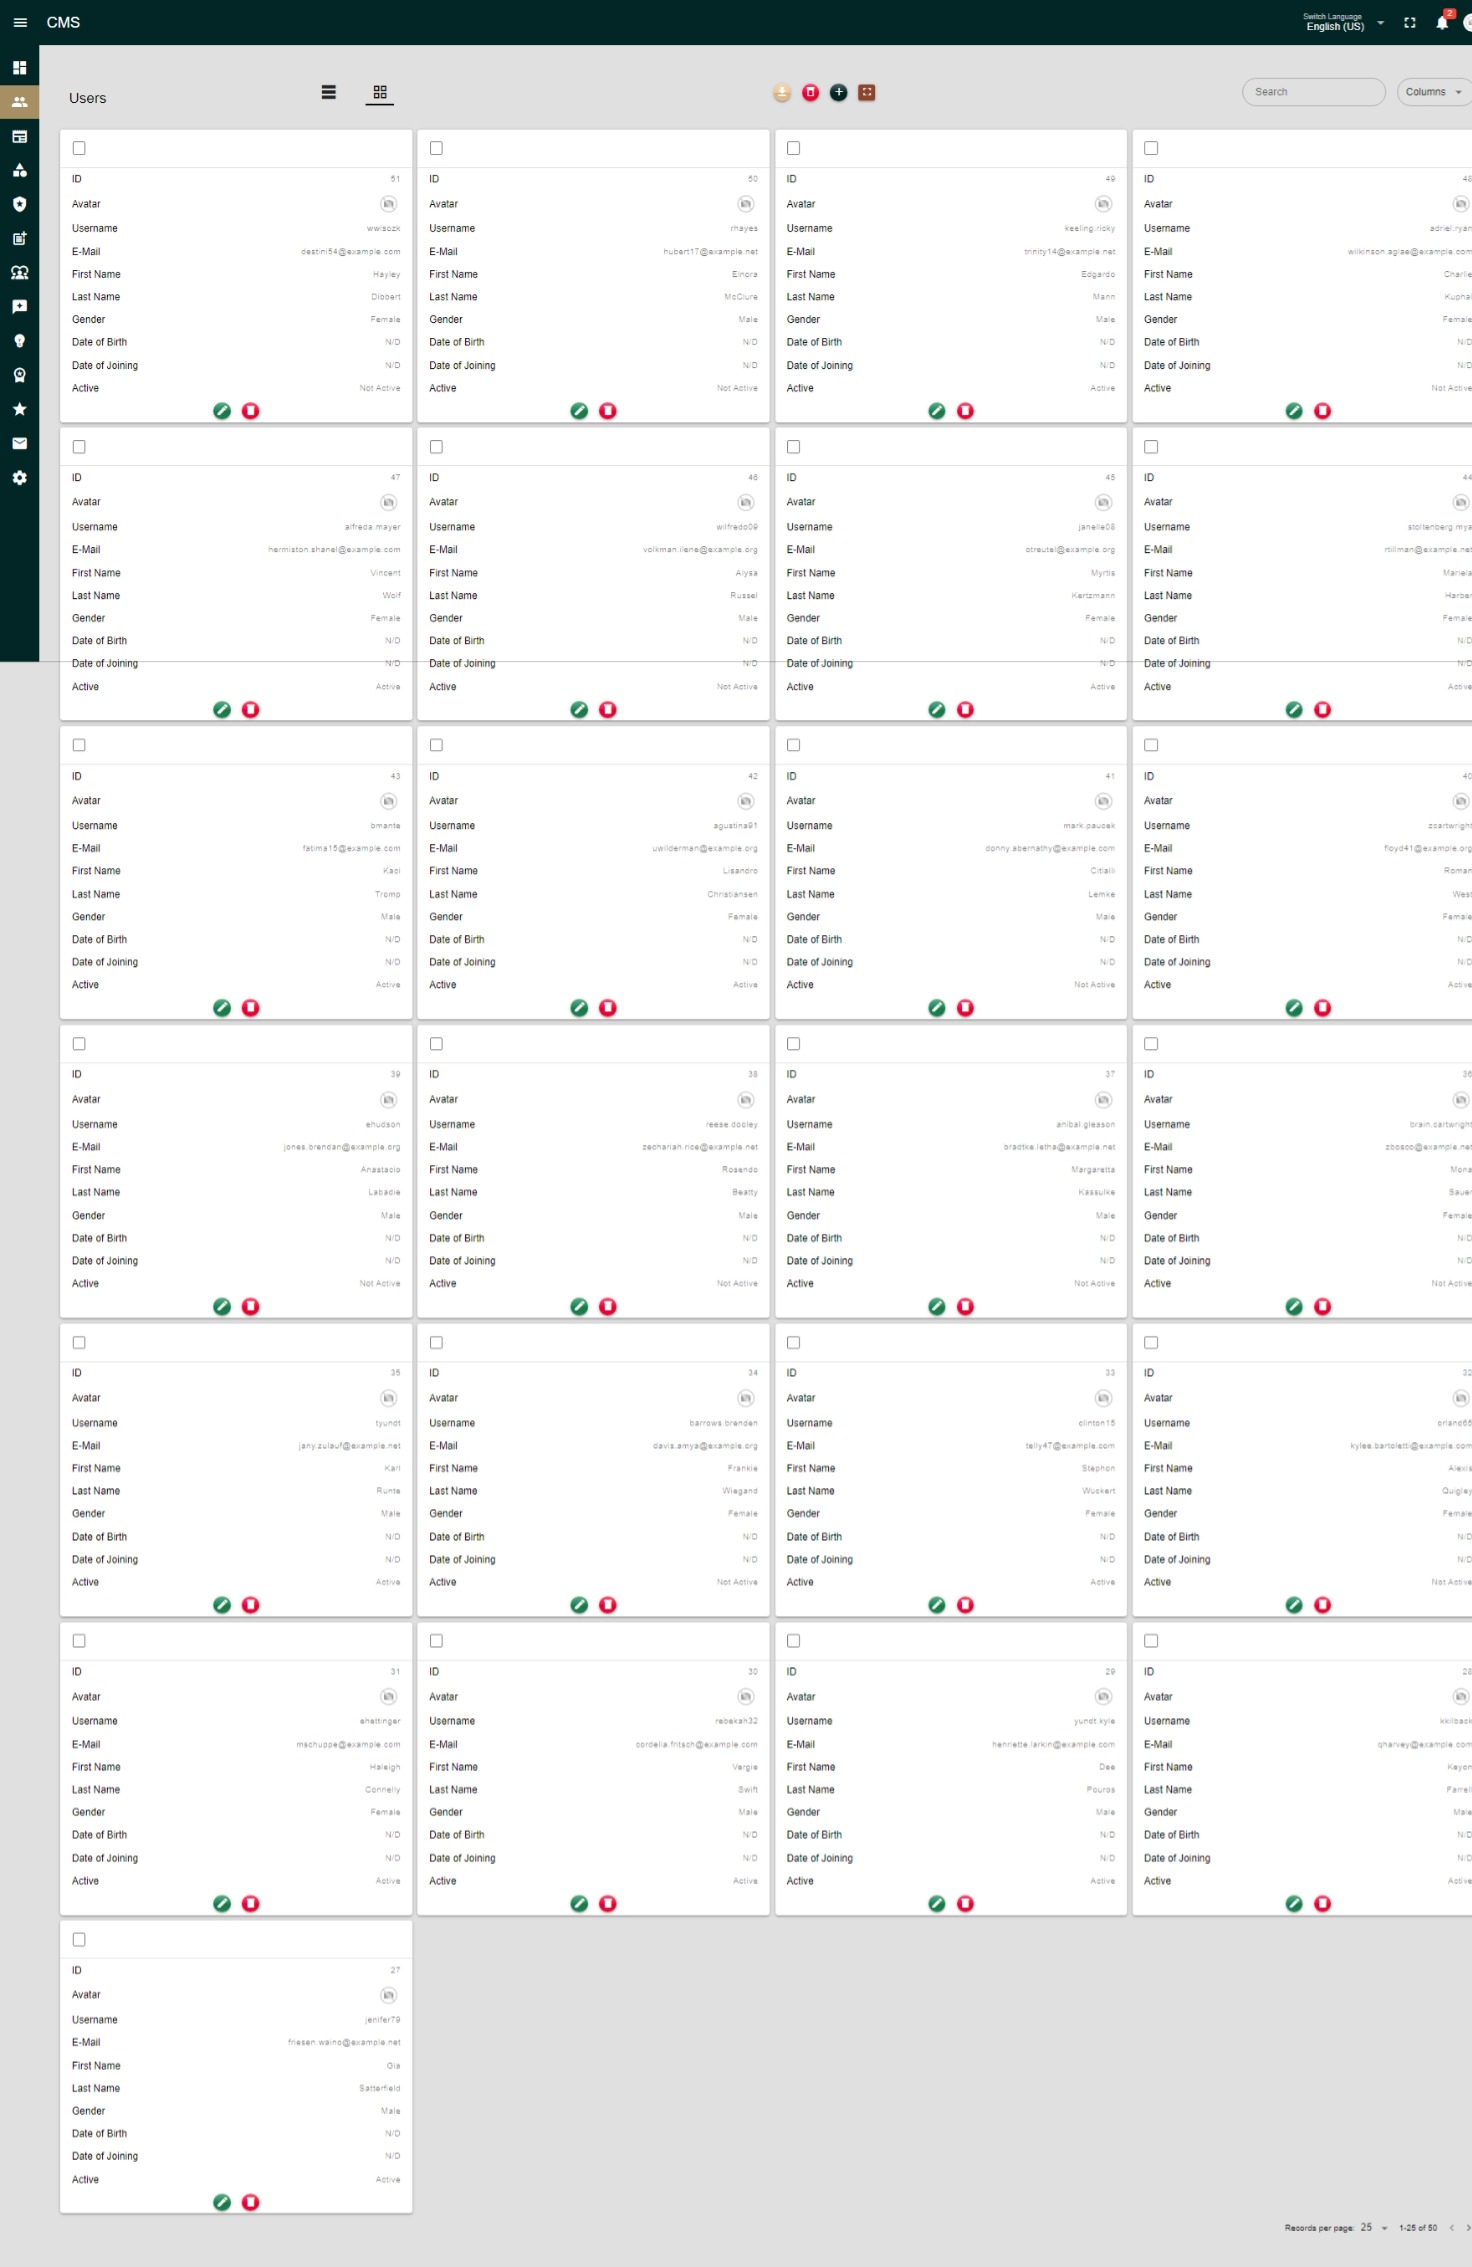 CMS
Switch Language
English (US)
2
Users
Search
Columns
ID 51
Avatar
Username wwisozk
E-Mail destini54@example.com
First Name Hayley
Last Name Dibbert
Gender Female
Date of Birth N/D
Date of Joining N/D
Active Not Active
ID 50
Avatar
Username rhayes
E-Mail hubert17@example.net
First Name Elnora
Last Name McClure
Gender Male
Date of Birth N/D
Date of Joining N/D
Active Not Active
ID 49
Avatar
Username keeling.ricky
E-Mail trinity14@example.net
First Name Edgardo
Last Name Mann
Gender Male
Date of Birth N/D
Date of Joining N/D
Active Active
ID 48
Avatar
Username adriel.ryan
E-Mail wilkinson.aglae@example.com
First Name Charlie
Last Name Kuphal
Gender Female
Date of Birth N/D
Date of Joining N/D
Active Not Active
ID 47
Avatar
Username alfreda.mayer
E-Mail hermiston.shanel@example.com
First Name Vincent
Last Name Wolf
Gender Female
Date of Birth N/D
Date of Joining N/D
Active Active
ID 46
Avatar
Username wilfredo09
E-Mail volkman.ilene@example.org
First Name Alysa
Last Name Russel
Gender Male
Date of Birth N/D
Date of Joining N/D
Active Not Active
ID 45
Avatar
Username janelle08
E-Mail otreutel@example.org
First Name Myrtis
Last Name Kertzmann
Gender Female
Date of Birth N/D
Date of Joining N/D
Active Active
ID 44
Avatar
Username stoltenberg.mya
E-Mail rtillman@example.net
First Name Mariela
Last Name Harber
Gender Female
Date of Birth N/D
Date of Joining N/D
Active Active
ID 43
Avatar
Username bmante
E-Mail fatima15@example.com
First Name Kaci
Last Name Tromp
Gender Male
Date of Birth N/D
Date of Joining N/D
Active Active
ID 42
Avatar
Username agustina91
E-Mail uwilderman@example.org
First Name Lisandro
Last Name Christiansen
Gender Female
Date of Birth N/D
Date of Joining N/D
Active Active
ID 41
Avatar
Username mark.paucek
E-Mail donny.abernathy@example.com
First Name Citlalli
Last Name Lemke
Gender Male
Date of Birth N/D
Date of Joining N/D
Active Not Active
ID 40
Avatar
Username zcartwright
E-Mail floyd41@example.org
First Name Roman
Last Name West
Gender Female
Date of Birth N/D
Date of Joining N/D
Active Active
ID 39
Avatar
Username ehudson
E-Mail jones.brendan@example.org
First Name Anastacio
Last Name Labadie
Gender Male
Date of Birth N/D
Date of Joining N/D
Active Not Active
ID 38
Avatar
Username reese.dooley
E-Mail zechariah.rice@example.net
First Name Rosendo
Last Name Beatty
Gender Male
Date of Birth N/D
Date of Joining N/D
Active Not Active
ID 37
Avatar
Username anibal.gleason
E-Mail bradtke.letha@example.net
First Name Margaretta
Last Name Kassulke
Gender Male
Date of Birth N/D
Date of Joining N/D
Active Not Active
ID 36
Avatar
Username brain.cartwright
E-Mail zbosco@example.net
First Name Mona
Last Name Sauer
Gender Female
Date of Birth N/D
Date of Joining N/D
Active Not Active
ID 35
Avatar
Username tyundt
E-Mail jany.zulauf@example.net
First Name Karl
Last Name Runte
Gender Male
Date of Birth N/D
Date of Joining N/D
Active Active
ID 34
Avatar
Username barrows.brenden
E-Mail davis.amya@example.org
First Name Frankie
Last Name Wiegand
Gender Female
Date of Birth N/D
Date of Joining N/D
Active Not Active
ID 33
Avatar
Username clinton15
E-Mail telly47@example.com
First Name Stephon
Last Name Wuckert
Gender Female
Date of Birth N/D
Date of Joining N/D
Active Active
ID 32
Avatar
Username orland65
E-Mail kylee.bartoletti@example.com
First Name Alexis
Last Name Quigley
Gender Female
Date of Birth N/D
Date of Joining N/D
Active Not Active
ID 31
Avatar
Username ehettinger
E-Mail mschuppe@example.com
First Name Haleigh
Last Name Connelly
Gender Female
Date of Birth N/D
Date of Joining N/D
Active Active
ID 30
Avatar
Username rebekah32
E-Mail cordelia.fritsch@example.com
First Name Vergie
Last Name Swift
Gender Male
Date of Birth N/D
Date of Joining N/D
Active Active
ID 29
Avatar
Username yundt.kyle
E-Mail henriette.larkin@example.com
First Name Dee
Last Name Pouros
Gender Male
Date of Birth N/D
Date of Joining N/D
Active Active
ID 28
Avatar
Username kkilback
E-Mail qharvey@example.com
First Name Keyon
Last Name Farrell
Gender Male
Date of Birth N/D
Date of Joining N/D
Active Active
ID 27
Avatar
Username jenifer79
E-Mail friesen.waino@example.net
First Name Gia
Last Name Satterfield
Gender Male
Date of Birth N/D
Date of Joining N/D
Active Active
Records per page: 25 1-25 of 50